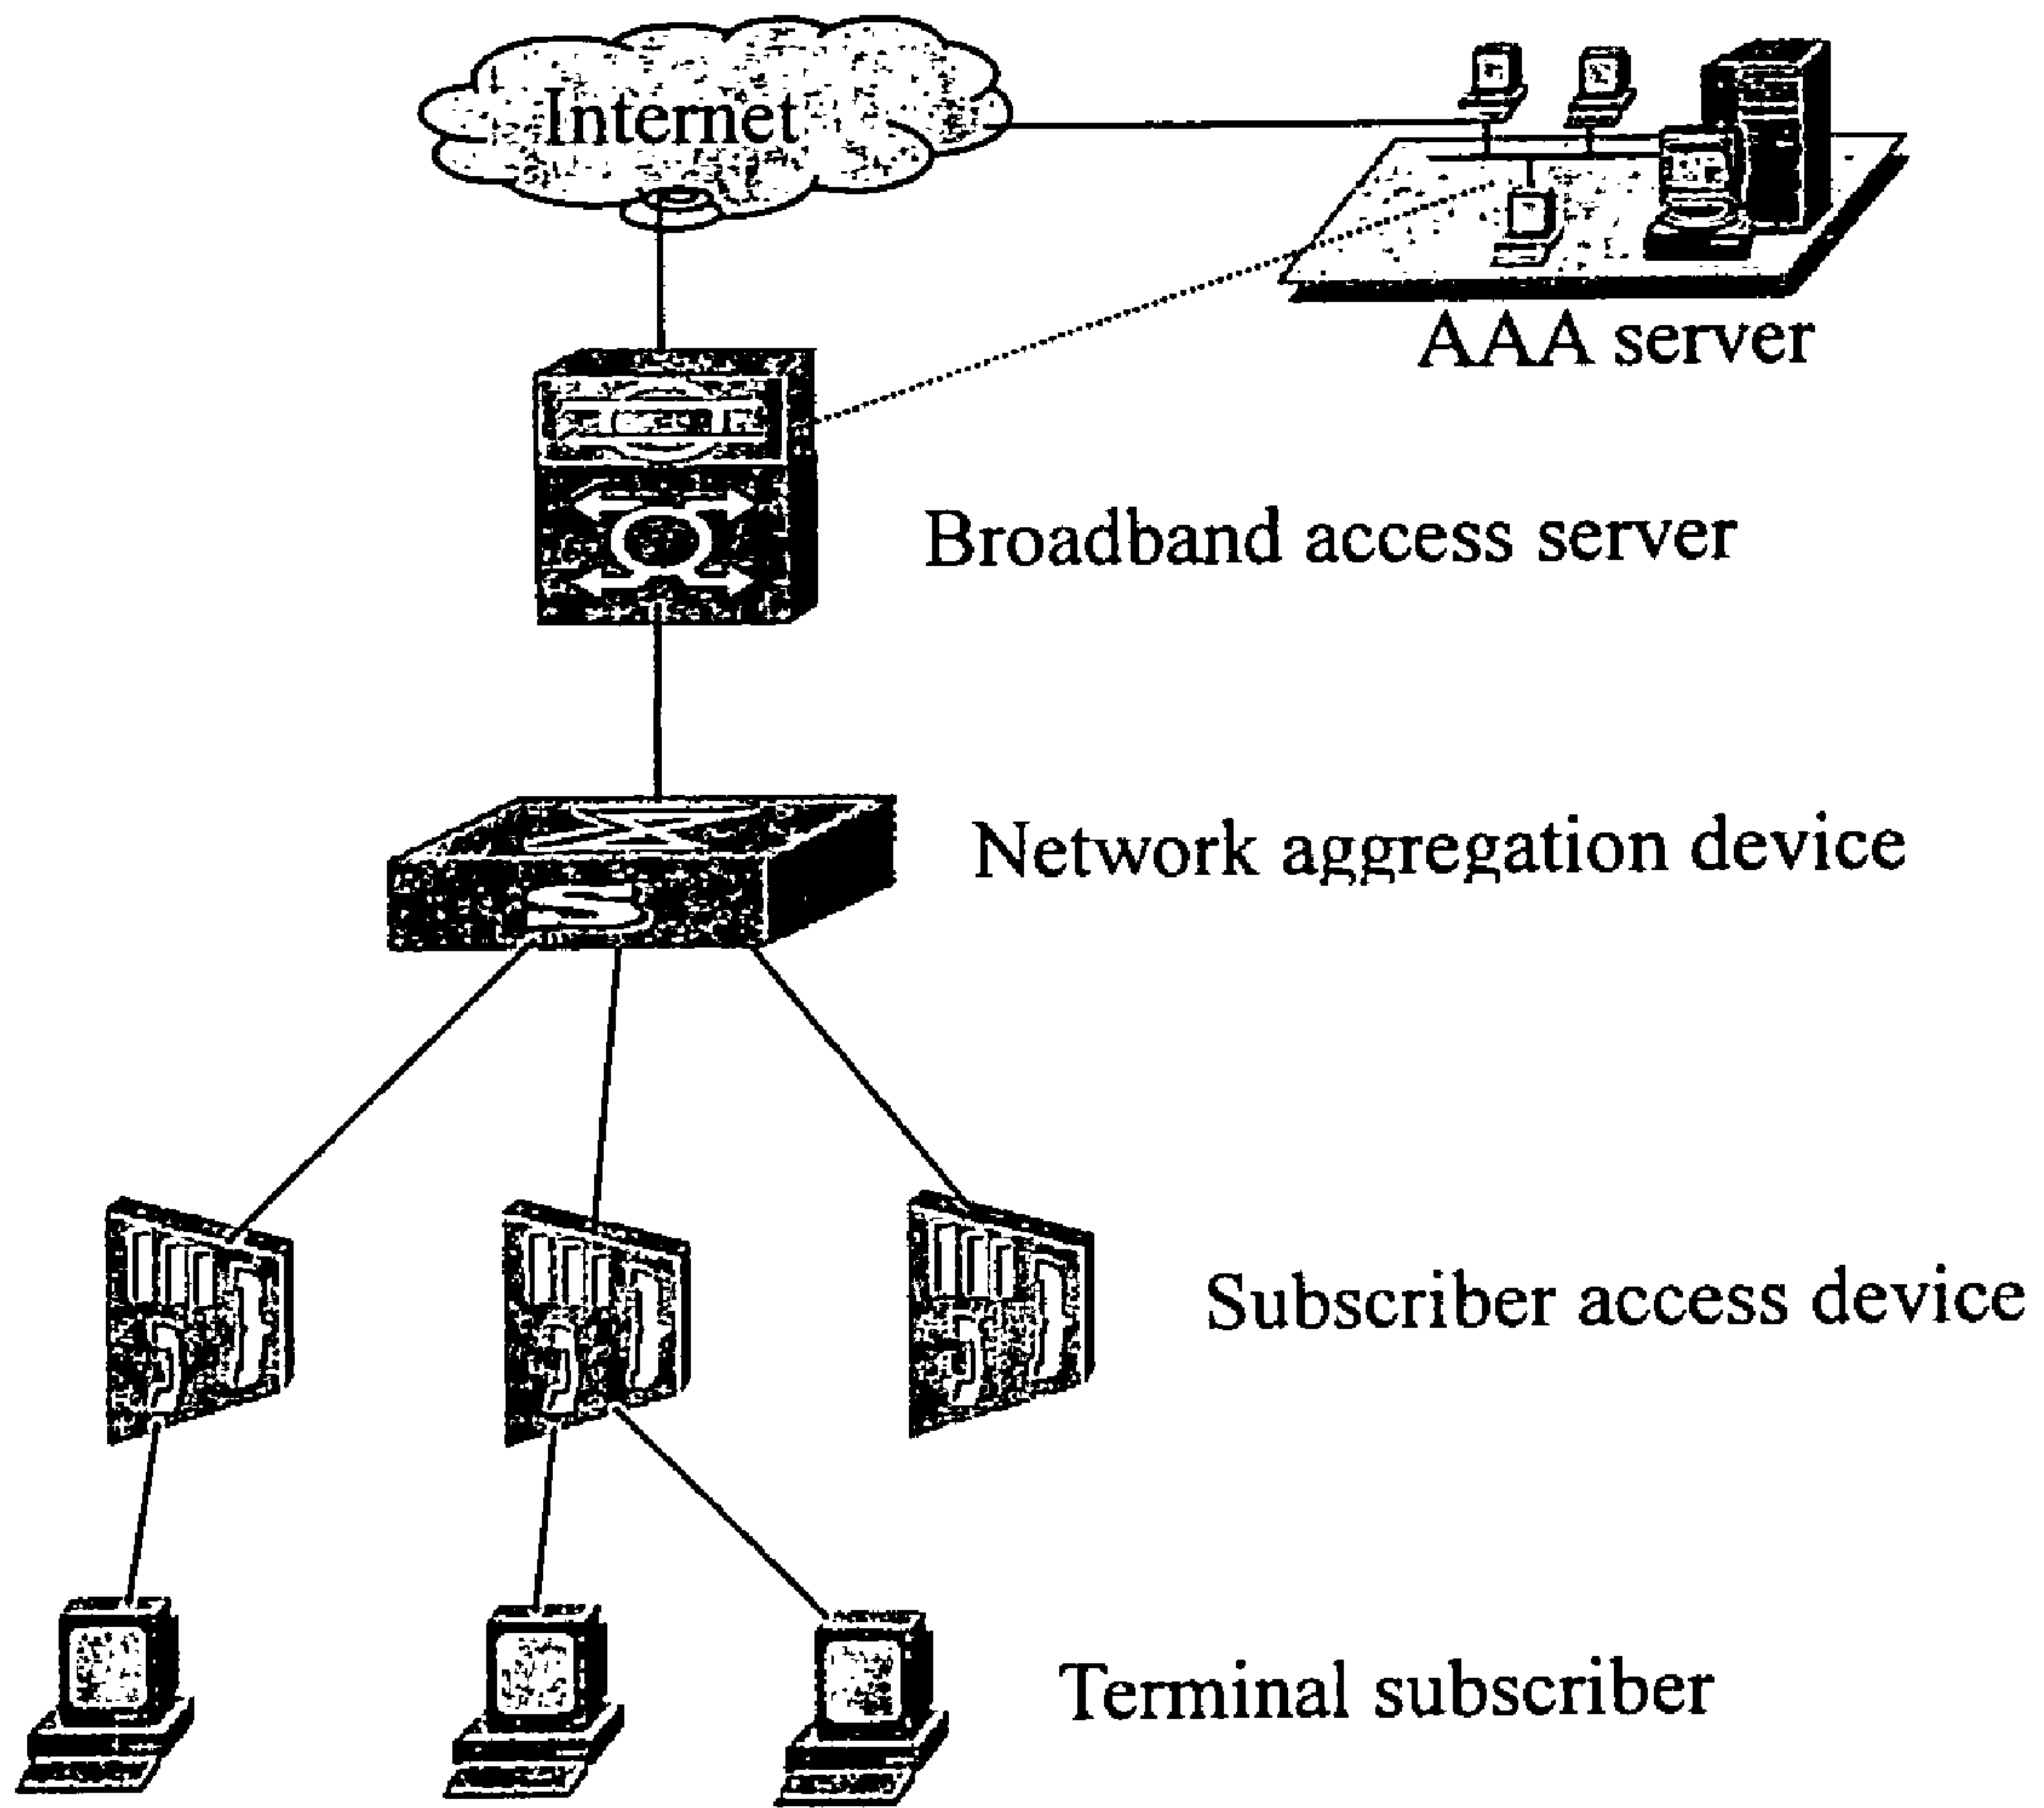 Internet
AAA server
Broadband access server
Network aggregation device
Subscriber access device
Terminal subscriber